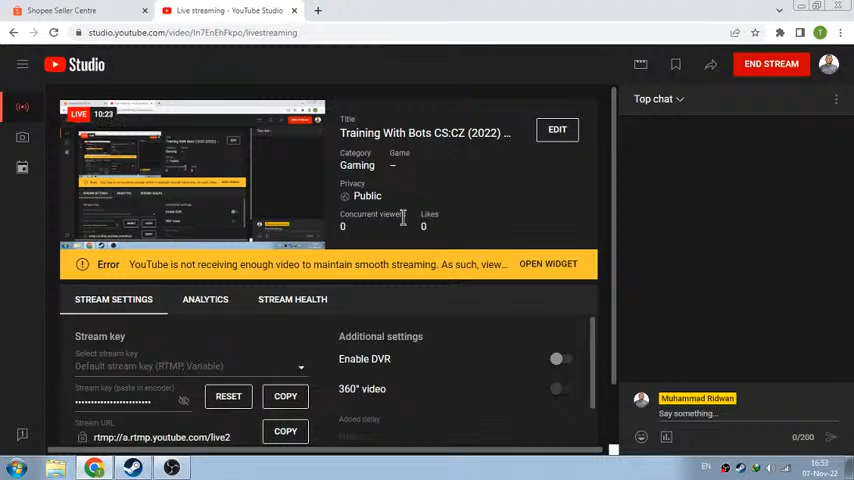 Shopee Seller Centre
Live streaming - YouTube Studio
studio.youtube.com/video/In7EnEhFkpo/livestreaming
T
Studio
END STREAM
LIVE 10:23
Title
Training With Bots CS:CZ (2022) ...
EDIT
Category Game
Gaming –
Privacy
Public
Concurrent viewers Likes
0 0
Top chat
Error YouTube is not receiving enough video to maintain smooth streaming. As such, view... OPEN WIDGET
STREAM SETTINGS ANALYTICS STREAM HEALTH
Stream key
Select stream key
Default stream key (RTMP, Variable)
Stream key (paste in encoder)
RESET COPY
Stream URL
rtmp://a.rtmp.youtube.com/live2
COPY
Additional settings
Enable DVR
360° video
Added delay
Muhammad Ridwan
Say something...
0/200
EN
16:53
07-Nov-22